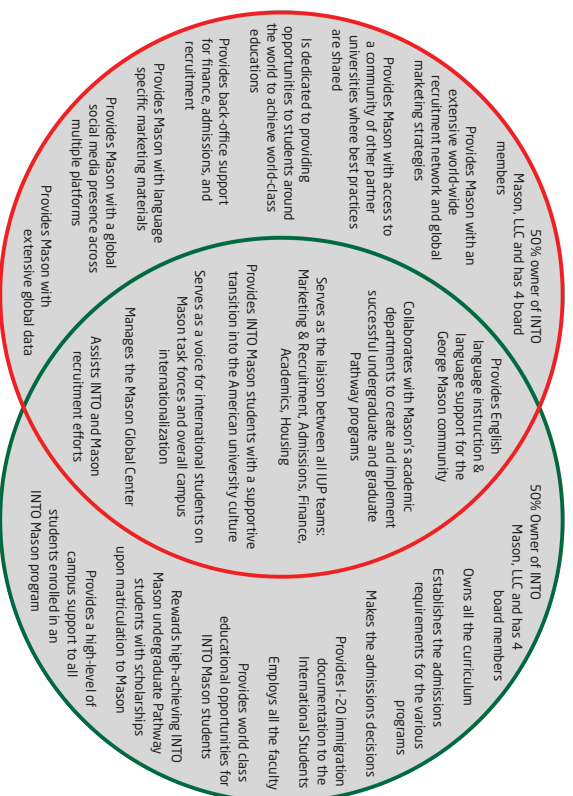 50% owner of INTO
Mason, LLC and has 4 board
members
Provides Mason with an
extensive world-wide
recruitment network and global
marketing strategies
Provides Mason with access to
a community of other partner
universities where best practices
are shared
Is dedicated to providing
opportunities to students around
the world to achieve world-class
educations
Provides back-office support
for finance, admissions, and
recruitment
Provides Mason with language
specific marketing materials
Provides Mason with a global
social media presence across
multiple platforms
Provides Mason with
extensive global data
Provides English
language instruction &
language support for the
George Mason community
Collaborates with Mason's academic
departments to create and implement
successful undergraduate and graduate
Pathway programs
Serves as the liaison between all IUP teams:
Marketing & Recruitment, Admissions, Finance,
Academics, Housing
Provides INTO Mason students with a supportive
transition into the American university culture
Serves as a voice for international students on
Mason task forces and overall campus
internationalization
Manages the Mason Global Center
Assists INTO and Mason
recruitment efforts
50% Owner of INTO
Mason, LLC and has 4
board members
Owns all the curriculum
Establishes the admissions
requirements for the various
programs
Makes the admissions decisions
Provides I-20 immigration
documentation to the
International Students
Employs all the faculty
Provides world class
educational opportunities for
INTO Mason students
Rewards high-achieving INTO
Mason undergraduate Pathway
students with scholarships
upon matriculation to Mason
Provides a high-level of
campus support to all
students enrolled in an
INTO Mason program